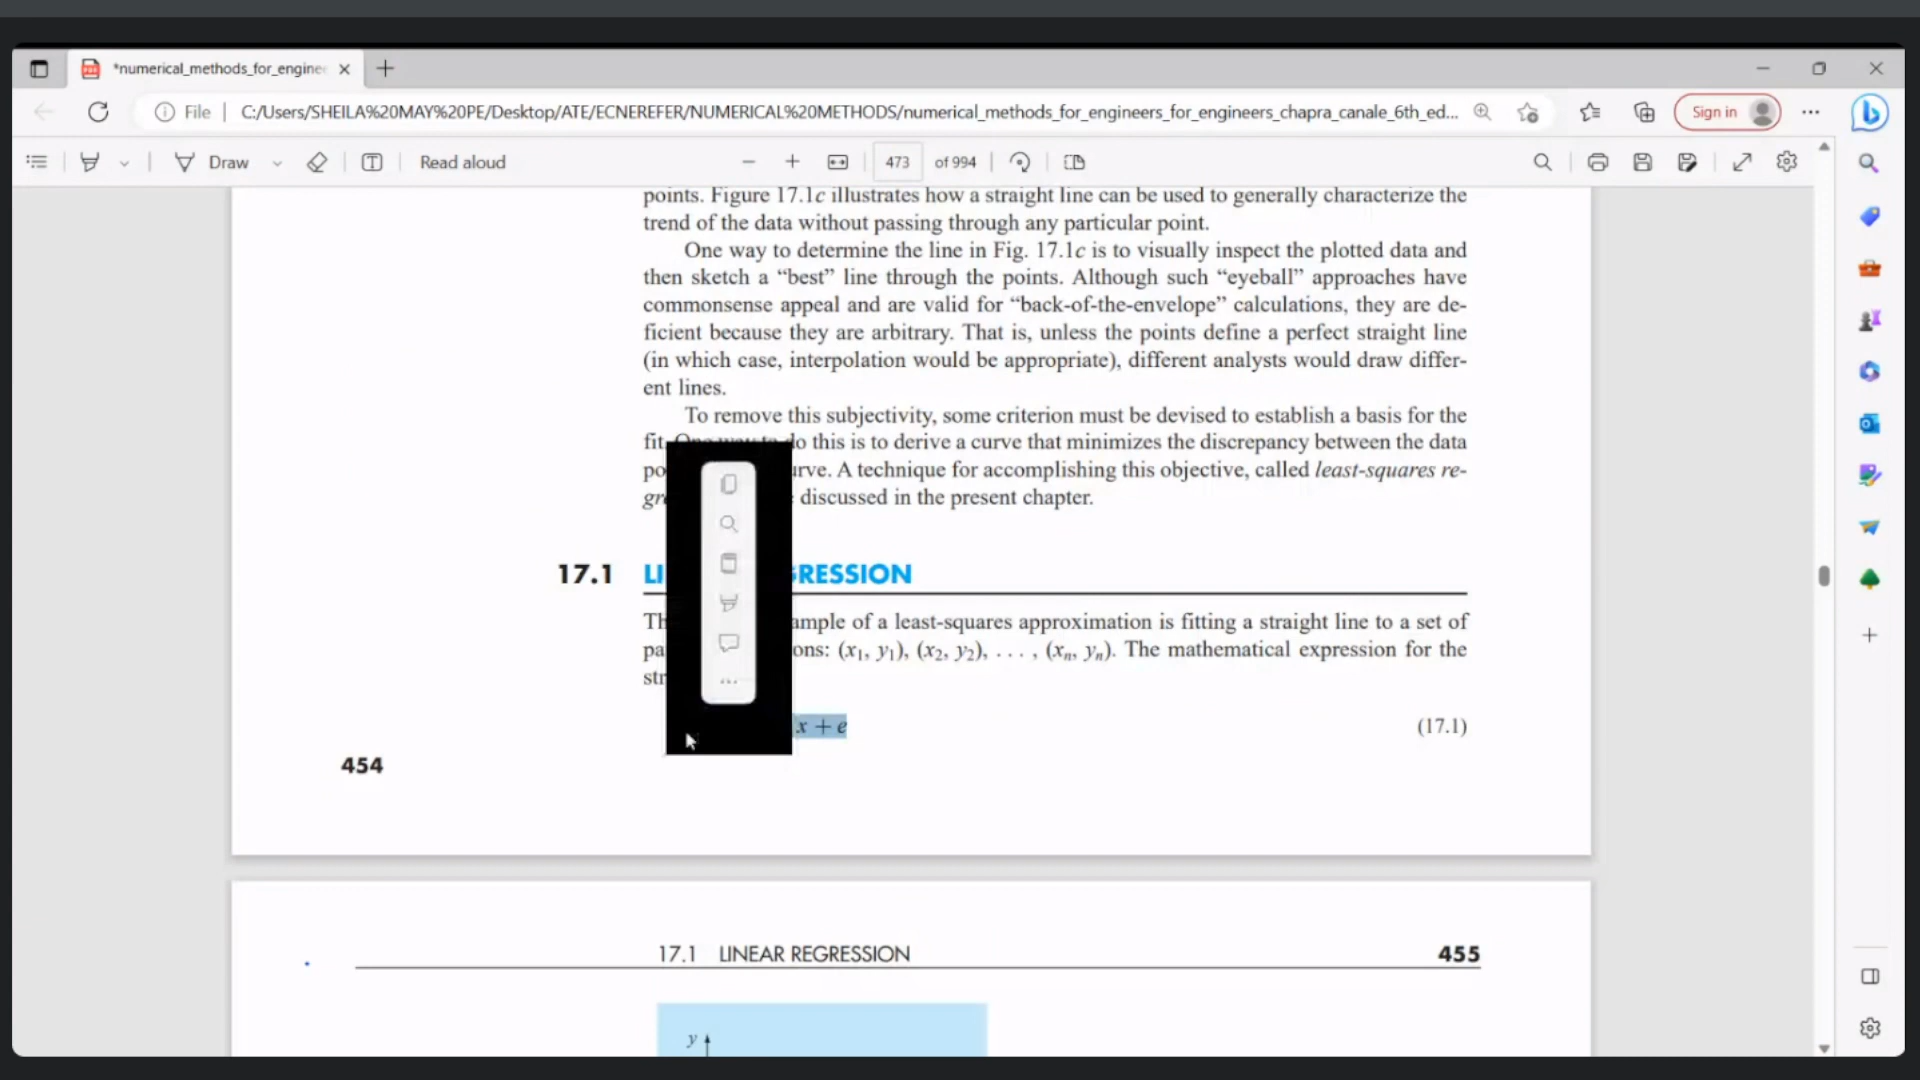 *numerical_methods_for_enginee
File
C:/Users/SHEILA%20MAY%20PE/Desktop/ATE/ECNEREFER/NUMERICAL%20METHODS/numerical_methods_for_engineers_for_engineers_chapra_canale_6th_ed...
Sign in
Draw
Read aloud
473 of 994
points. Figure 17.1c illustrates how a straight line can be used to generally characterize the
trend of the data without passing through any particular point.
One way to determine the line in Fig. 17.1c is to visually inspect the plotted data and
then sketch a “best” line through the points. Although such “eyeball” approaches have
commonsense appeal and are valid for “back-of-the-envelope” calculations, they are de-
ficient because they are arbitrary. That is, unless the points define a perfect straight line
(in which case, interpolation would be appropriate), different analysts would draw differ-
ent lines.
To remove this subjectivity, some criterion must be devised to establish a basis for the
fit. do this is to derive a curve that minimizes the discrepancy between the data
po urve. A technique for accomplishing this objective, called least-squares re-
gr discussed in the present chapter.
17.1 LI GRESSION
Th ample of a least-squares approximation is fitting a straight line to a set of
pa ons: (x1, y1), (x2, y2), . . . , (xn, yn). The mathematical expression for the
str
x + e (17.1)
454
17.1 LINEAR REGRESSION 455
y